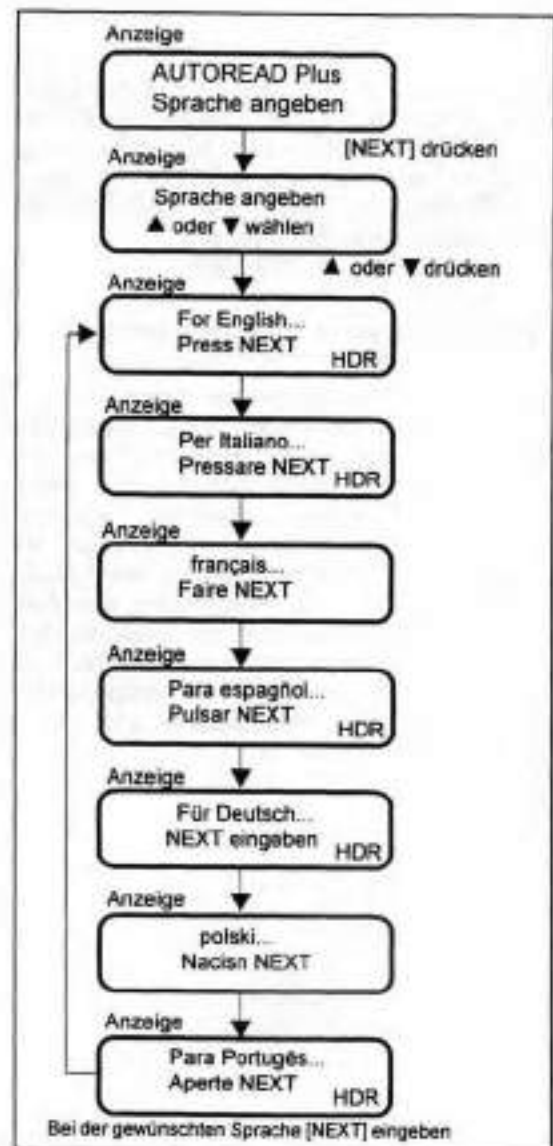 Anzeige
AUTOREAD Plus
Sprache angeben
[NEXT] drücken
Anzeige
Sprache angeben
▲ oder ▼ wählen
▲ oder ▼ drücken
Anzeige
For English...
Press NEXT
HDR
Anzeige
Per Italiano...
Pressare NEXT
HDR
Anzeige
français...
Faire NEXT
Anzeige
Para espagñol...
Pulsar NEXT
HDR
Anzeige
Für Deutsch...
NEXT eingeben
HDR
Anzeige
polski...
Nacisn NEXT
Anzeige
Para Portugês...
Aperte NEXT
HDR
Bei der gewünschten Sprache [NEXT] eingeben